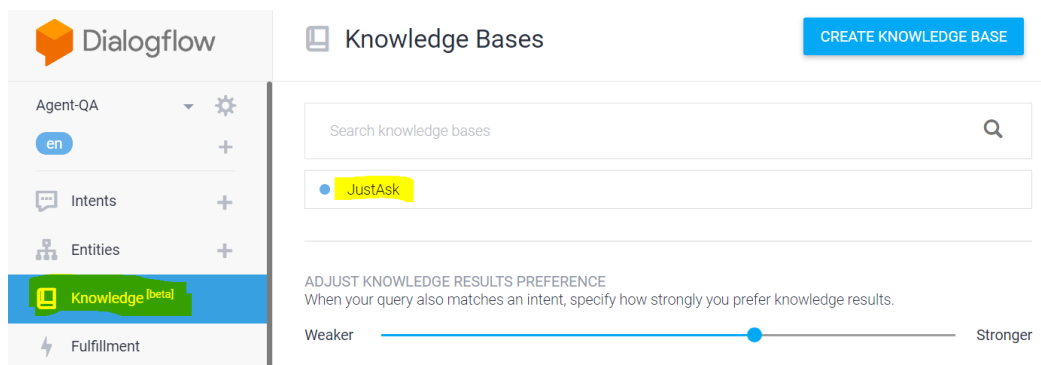 Dialogflow
Knowledge Bases
CREATE KNOWLEDGE BASE
Agent-QA
en
Search knowledge bases
JustAsk
Intents
Entities
Knowledge [beta]
Fulfillment
ADJUST KNOWLEDGE RESULTS PREFERENCE
When your query also matches an intent, specify how strongly you prefer knowledge results.
Weaker
Stronger